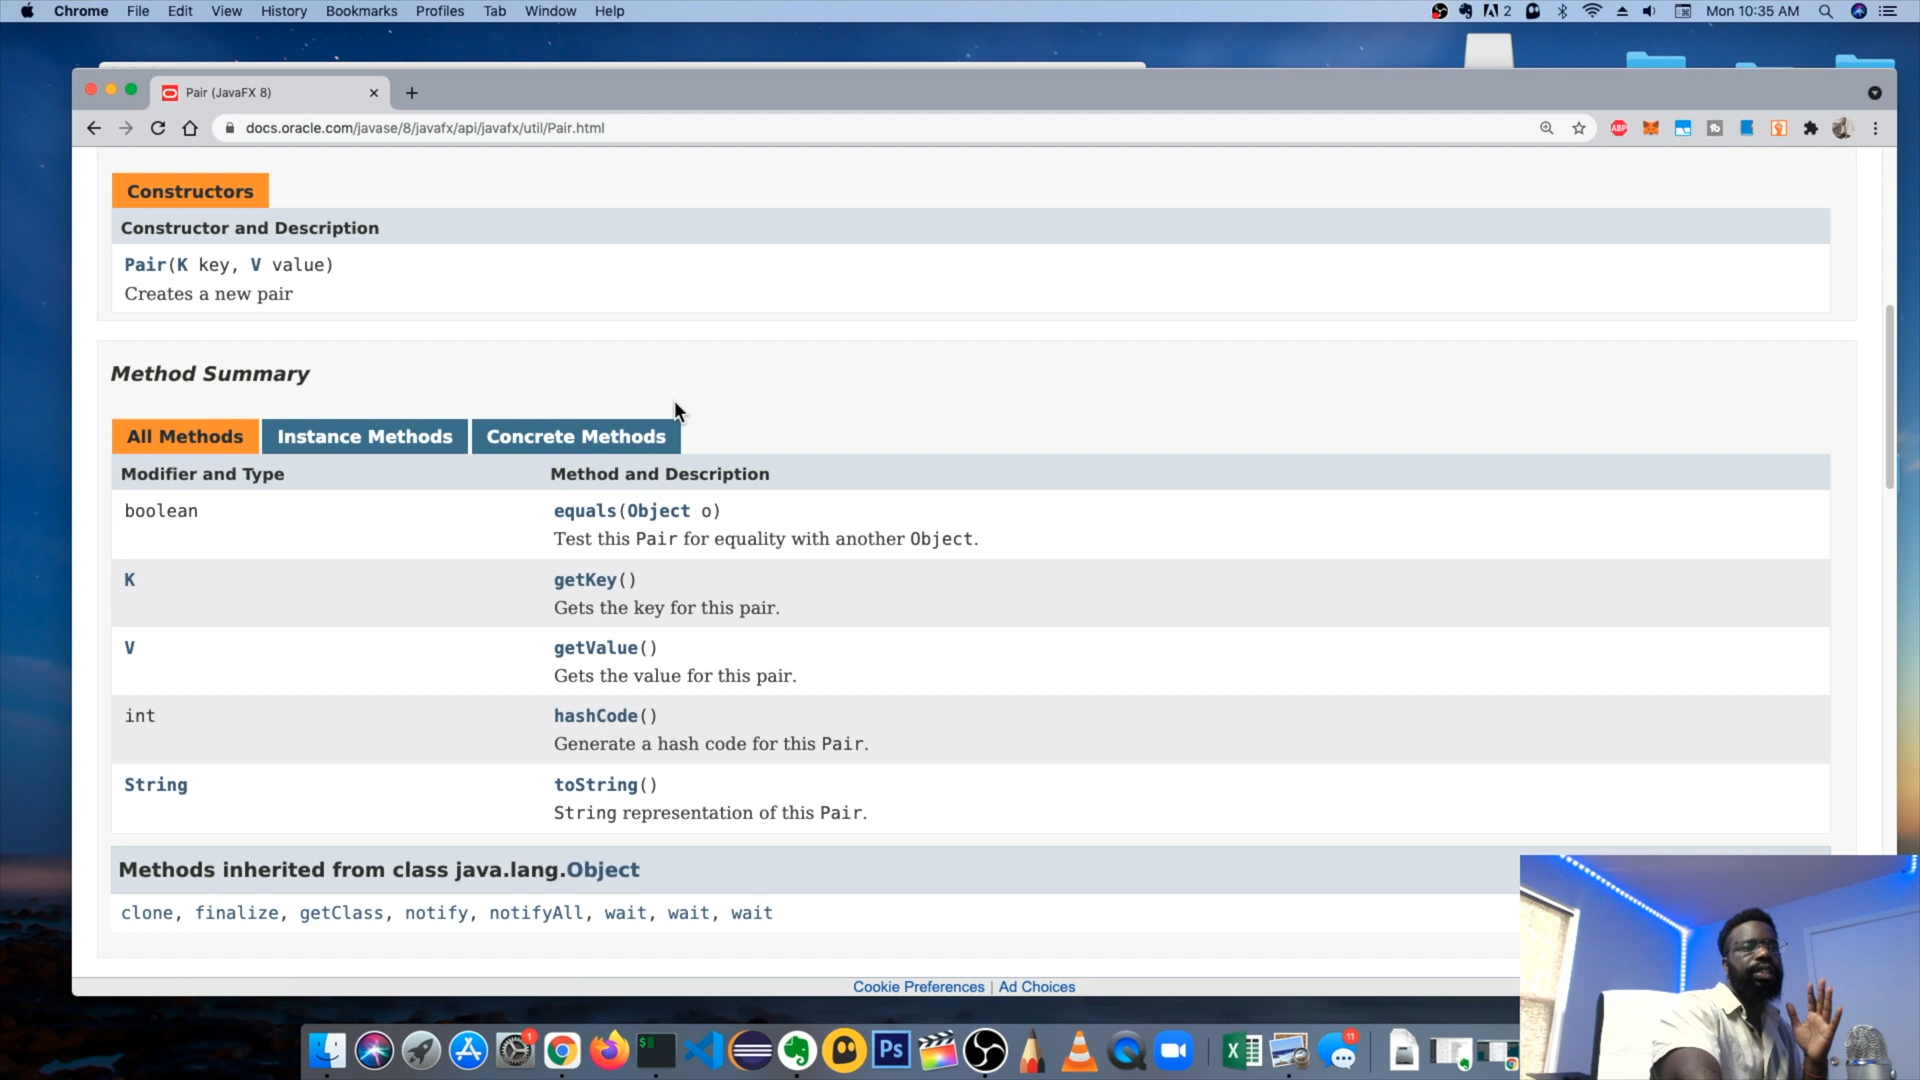 Chrome File Edit View History Bookmarks Profiles Tab Window Help
2 Mon 10:35 AM
Pair (JavaFX 8)
docs.oracle.com/javase/8/javafx/api/javafx/util/Pair.html
ABP
Constructors
Constructor and Description
Pair(K key, V value)
Creates a new pair
Method Summary
All Methods Instance Methods Concrete Methods
Modifier and Type Method and Description
boolean equals(Object o)
Test this Pair for equality with another Object.
K getKey()
Gets the key for this pair.
V getValue()
Gets the value for this pair.
int hashCode()
Generate a hash code for this Pair.
String toString()
String representation of this Pair.
Methods inherited from class java.lang.Object
clone, finalize, getClass, notify, notifyAll, wait, wait, wait
Cookie Preferences | Ad Choices
1 $ Ps 11